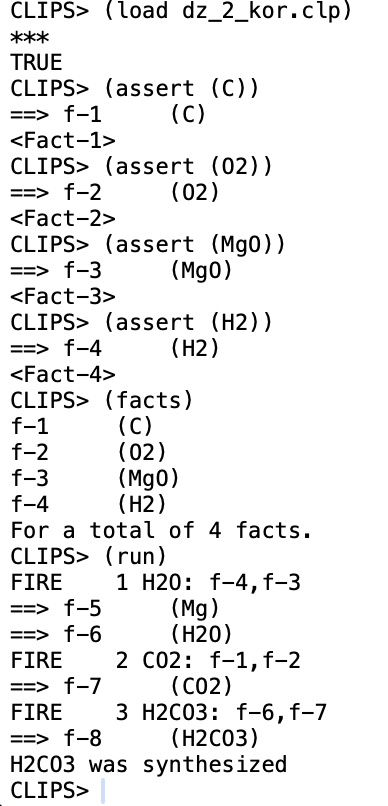 CLIPS> (load dz_2_kor.clp)
***
TRUE
CLIPS> (assert (C))
==> f-1     (C)
<Fact-1>
CLIPS> (assert (O2))
==> f-2     (O2)
<Fact-2>
CLIPS> (assert (MgO))
==> f-3     (MgO)
<Fact-3>
CLIPS> (assert (H2))
==> f-4     (H2)
<Fact-4>
CLIPS> (facts)
f-1     (C)
f-2     (O2)
f-3     (MgO)
f-4     (H2)
For a total of 4 facts.
CLIPS> (run)
FIRE    1 H2O: f-4,f-3
==> f-5     (Mg)
==> f-6     (H2O)
FIRE    2 CO2: f-1,f-2
==> f-7     (CO2)
FIRE    3 H2CO3: f-6,f-7
==> f-8     (H2CO3)
H2CO3 was synthesized
CLIPS>